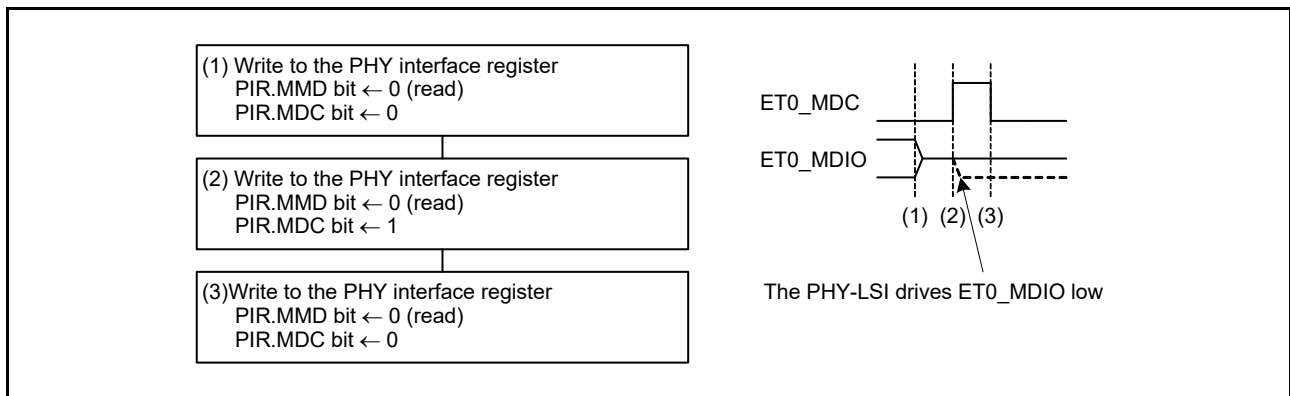 (1) Write to the PHY interface register
PIR.MMD bit ← 0 (read)
PIR.MDC bit ← 0
(2) Write to the PHY interface register
PIR.MMD bit ← 0 (read)
PIR.MDC bit ← 1
(3)Write to the PHY interface register
PIR.MMD bit ← 0 (read)
PIR.MDC bit ← 0
ET0_MDC
ET0_MDIO
(1) (2) (3)
The PHY-LSI drives ET0_MDIO low